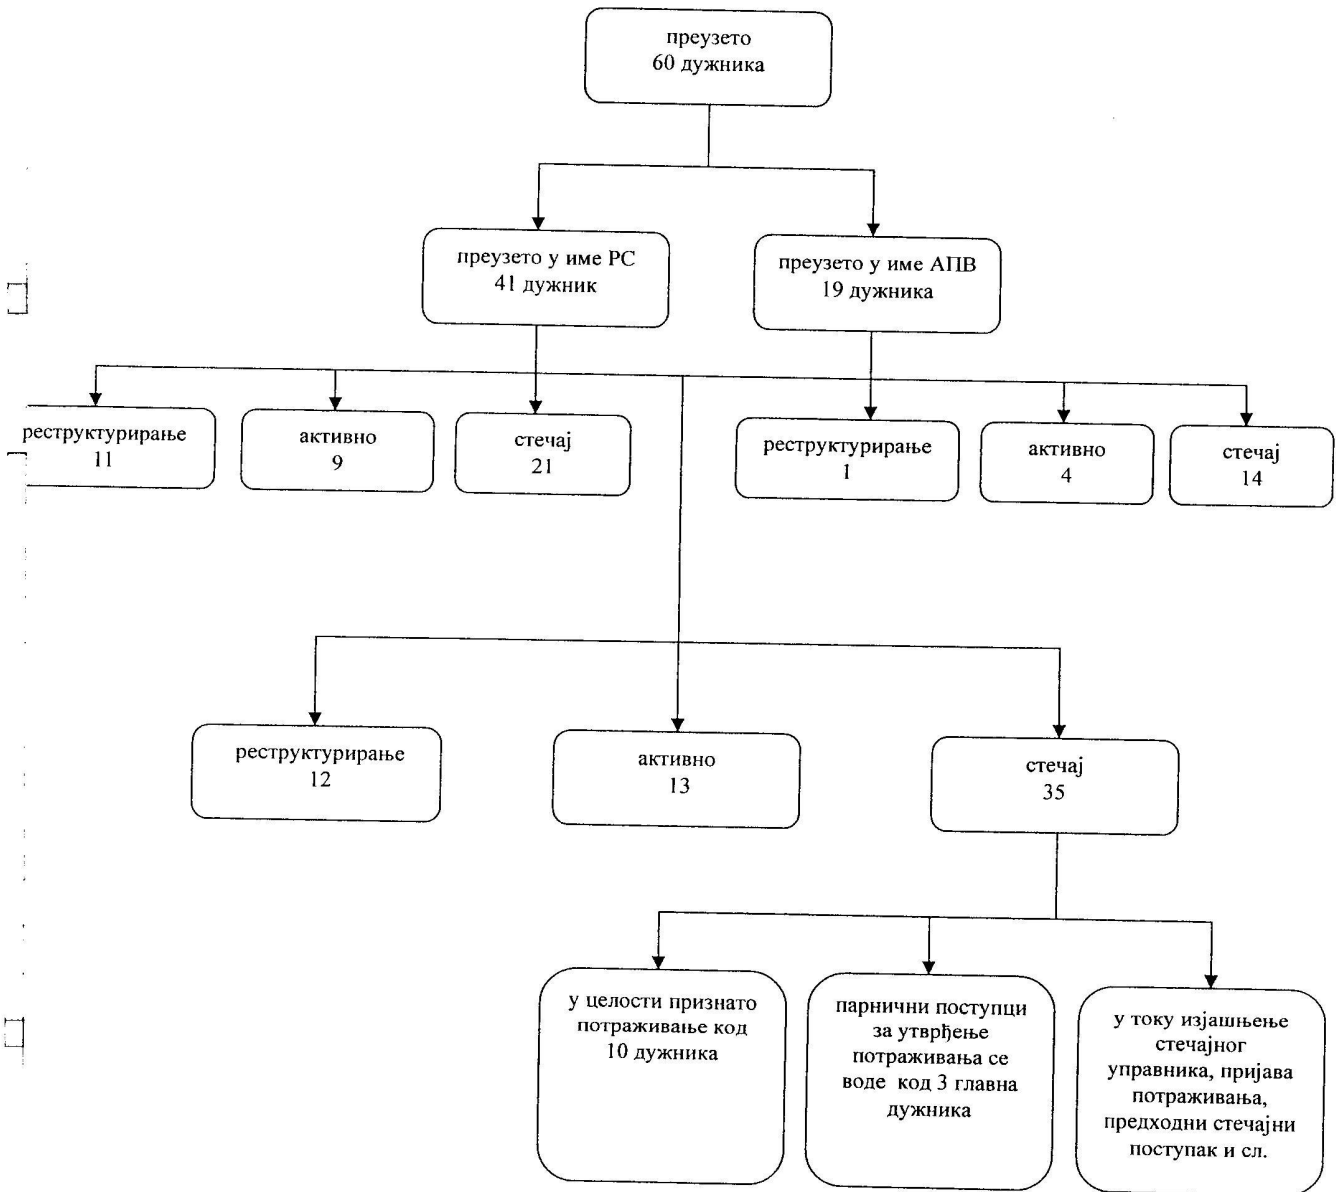 преузето
60 дужника
преузето у име РС
41 дужник
преузето у име АПВ
19 дужника
реструктурирање
11
активно
9
стечај
21
реструктурирање
1
активно
4
стечај
14
реструктурирање
12
активно
13
стечај
35
у целости признато
потраживање код
10 дужника
парнични поступци
за утврђење
потраживања се
воде код 3 главна
дужника
у току изјашњење
стечајног
управника, пријава
потраживања,
предходни стечајни
поступак и сл.